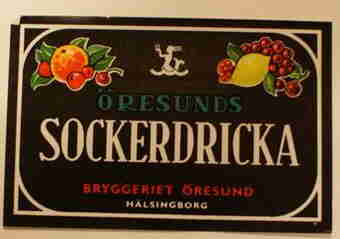 ÖRESUNDS
SOCKERDRICKA
BRYGGERIET ÖRESUND
HÄLSINGBORG